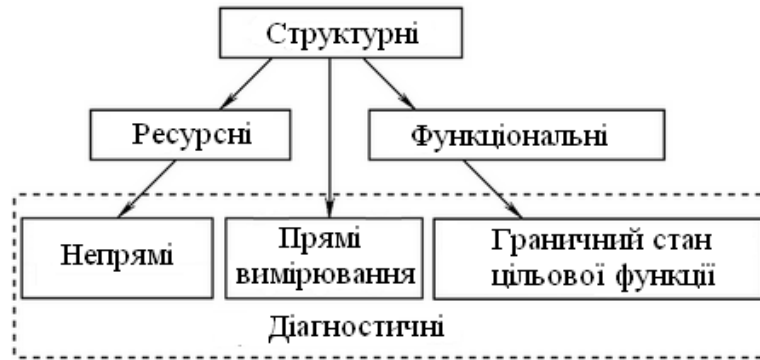 Структурні
Ресурсні
Функціональні
Непрямі
Прямі
вимірювання
Граничний стан
цільової функції
Діагностичні